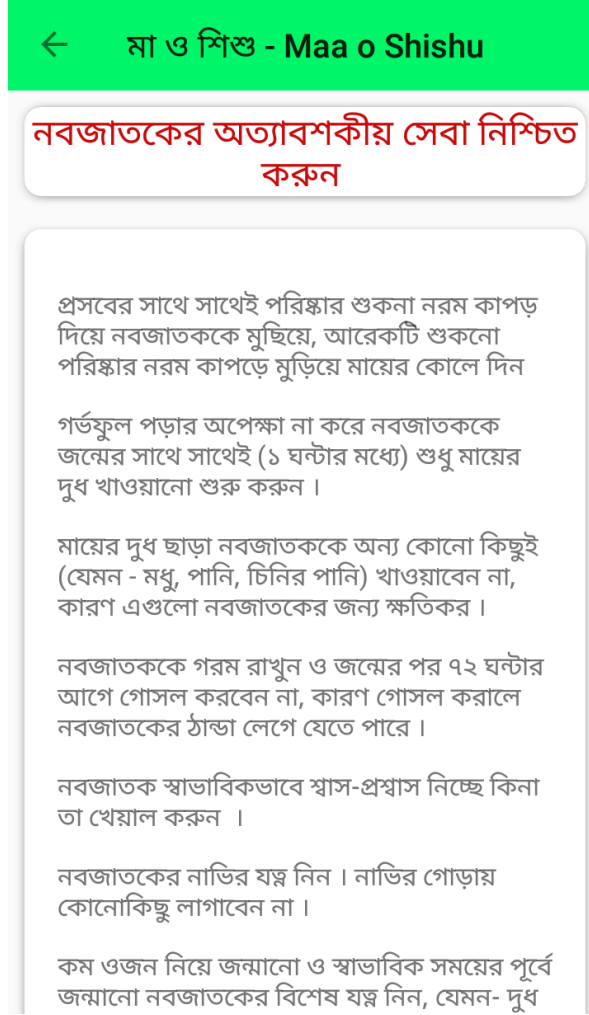 মা ও শিশু - Maa o Shishu
নবজাতকের অত্যাবশকীয় সেবা নিশ্চিত
করুন
প্রসবের সাথে সাথেই পরিষ্কার শুকনা নরম কাপড়
দিয়ে নবজাতককে মুছিয়ে, আরেকটি শুকনো
পরিষ্কার নরম কাপড়ে মুড়িয়ে মায়ের কোলে দিন
গর্ভফুল পড়ার অপেক্ষা না করে নবজাতককে
জন্মের সাথে সাথেই (১ ঘন্টার মধ্যে) শুধু মায়ের
দুধ খাওয়ানো শুরু করুন ।
মায়ের দুধ ছাড়া নবজাতককে অন্য কোনো কিছুই
(যেমন - মধু, পানি, চিনির পানি) খাওয়াবেন না,
কারণ এগুলো নবজাতকের জন্য ক্ষতিকর ।
নবজাতককে গরম রাখুন ও জন্মের পর ৭২ ঘন্টার
আগে গোসল করবেন না, কারণ গোসল করালে
নবজাতকের ঠান্ডা লেগে যেতে পারে ।
নবজাতক স্বাভাবিকভাবে শ্বাস-প্রশ্বাস নিচ্ছে কিনা
তা খেয়াল করুন ।
নবজাতকের নাভির যত্ন নিন । নাভির গোড়ায়
কোনোকিছু লাগাবেন না ।
কম ওজন নিয়ে জন্মানো ও স্বাভাবিক সময়ের পূর্বে
জন্মানো নবজাতকের বিশেষ যত্ন নিন, যেমন- দুধ